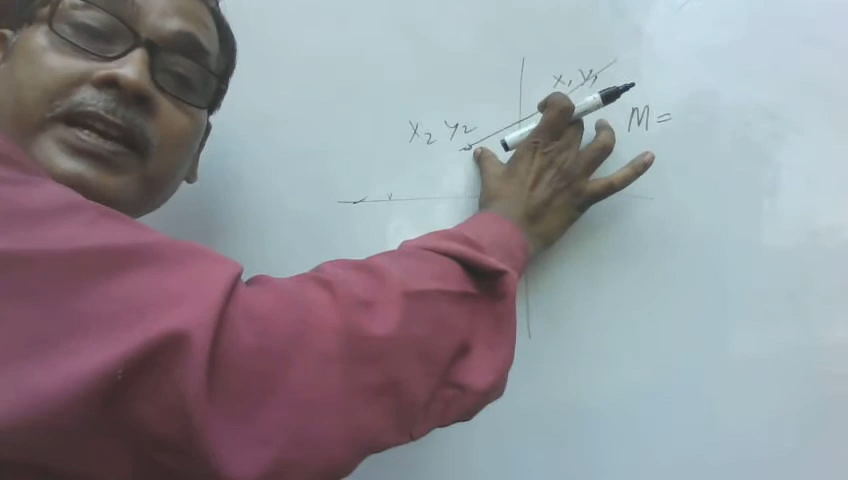 x₁ y₁
x₂ y₂
M =